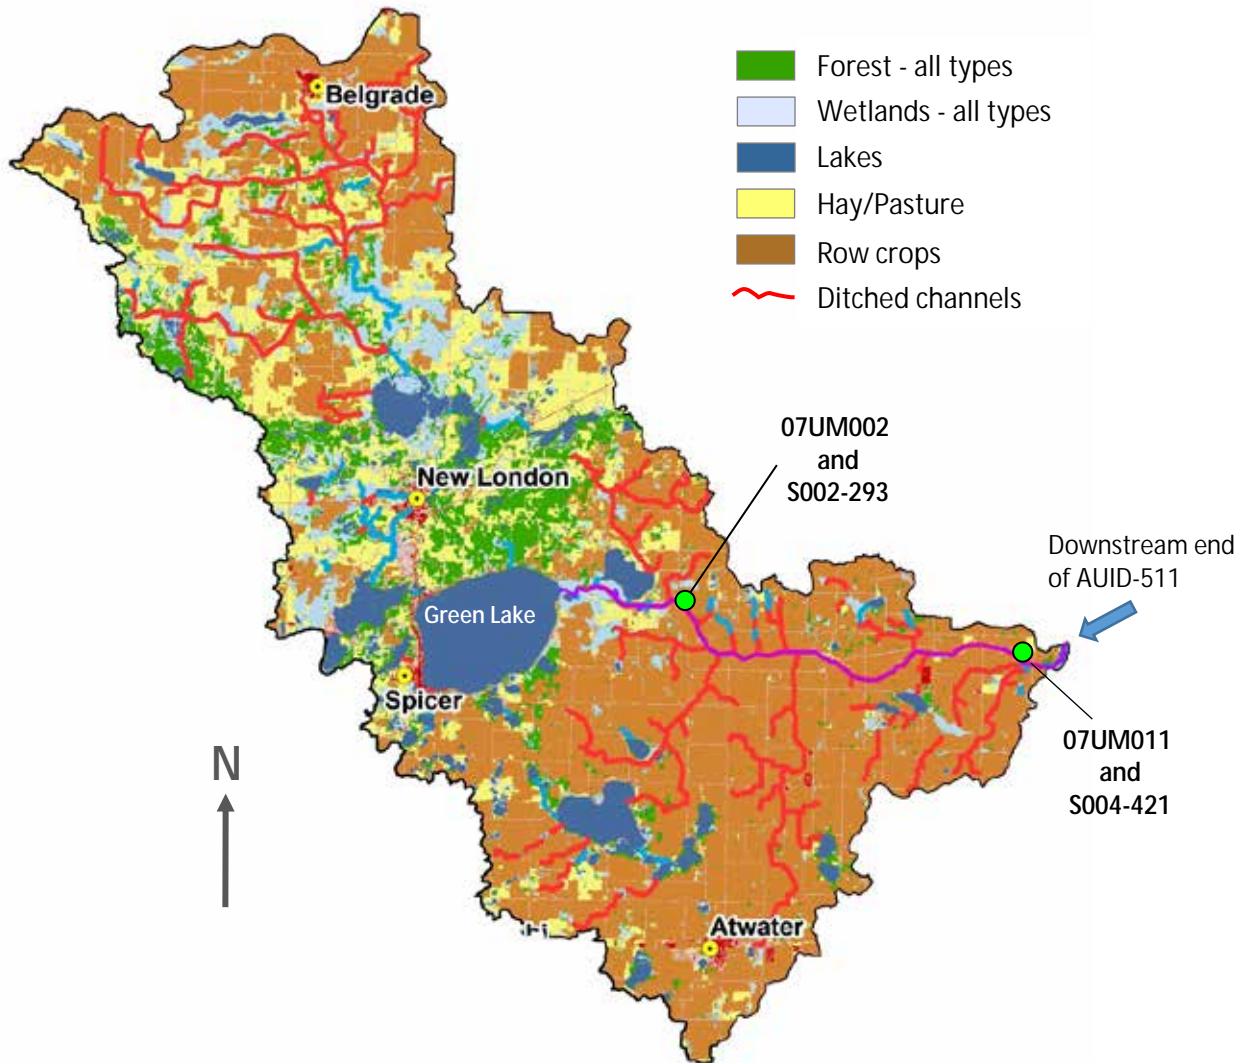 Forest - all types
Wetlands - all types
Lakes
Hay/Pasture
Row crops
Ditched channels
Belgrade
07UM002
and
S002-293
New London
Downstream end
of AUID-511
Green Lake
Spicer
N
07UM011
and
S004-421
Atwater